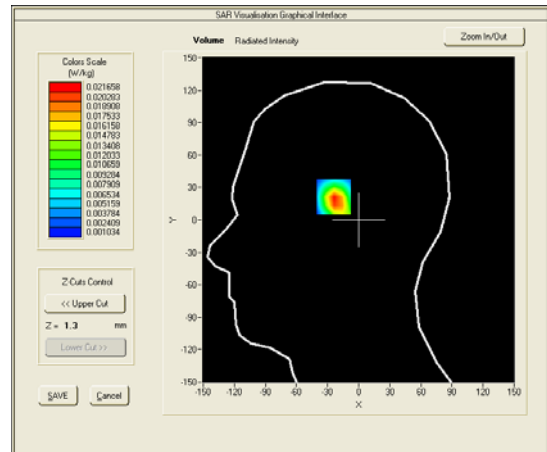 SAR Visualisation Graphical Interface
Volume Radiated Intensity
Zoom In/Out
Colors Scale
(W/kg)
0.021658
0.020283
0.018908
0.017533
0.016158
0.014783
0.013408
0.012033
0.010659
0.009284
0.007909
0.006534
0.005159
0.003784
0.002409
0.001034
Z-Cuts Control
<< Upper Cut
Z = 1.3 mm
Lower Cut >>
SAVE Cancel
150
120
90
60
30
0
-30
-60
-90
-120
-150
Y
-150 -120 -90 -60 -30 0 30 60 90 120 150
X